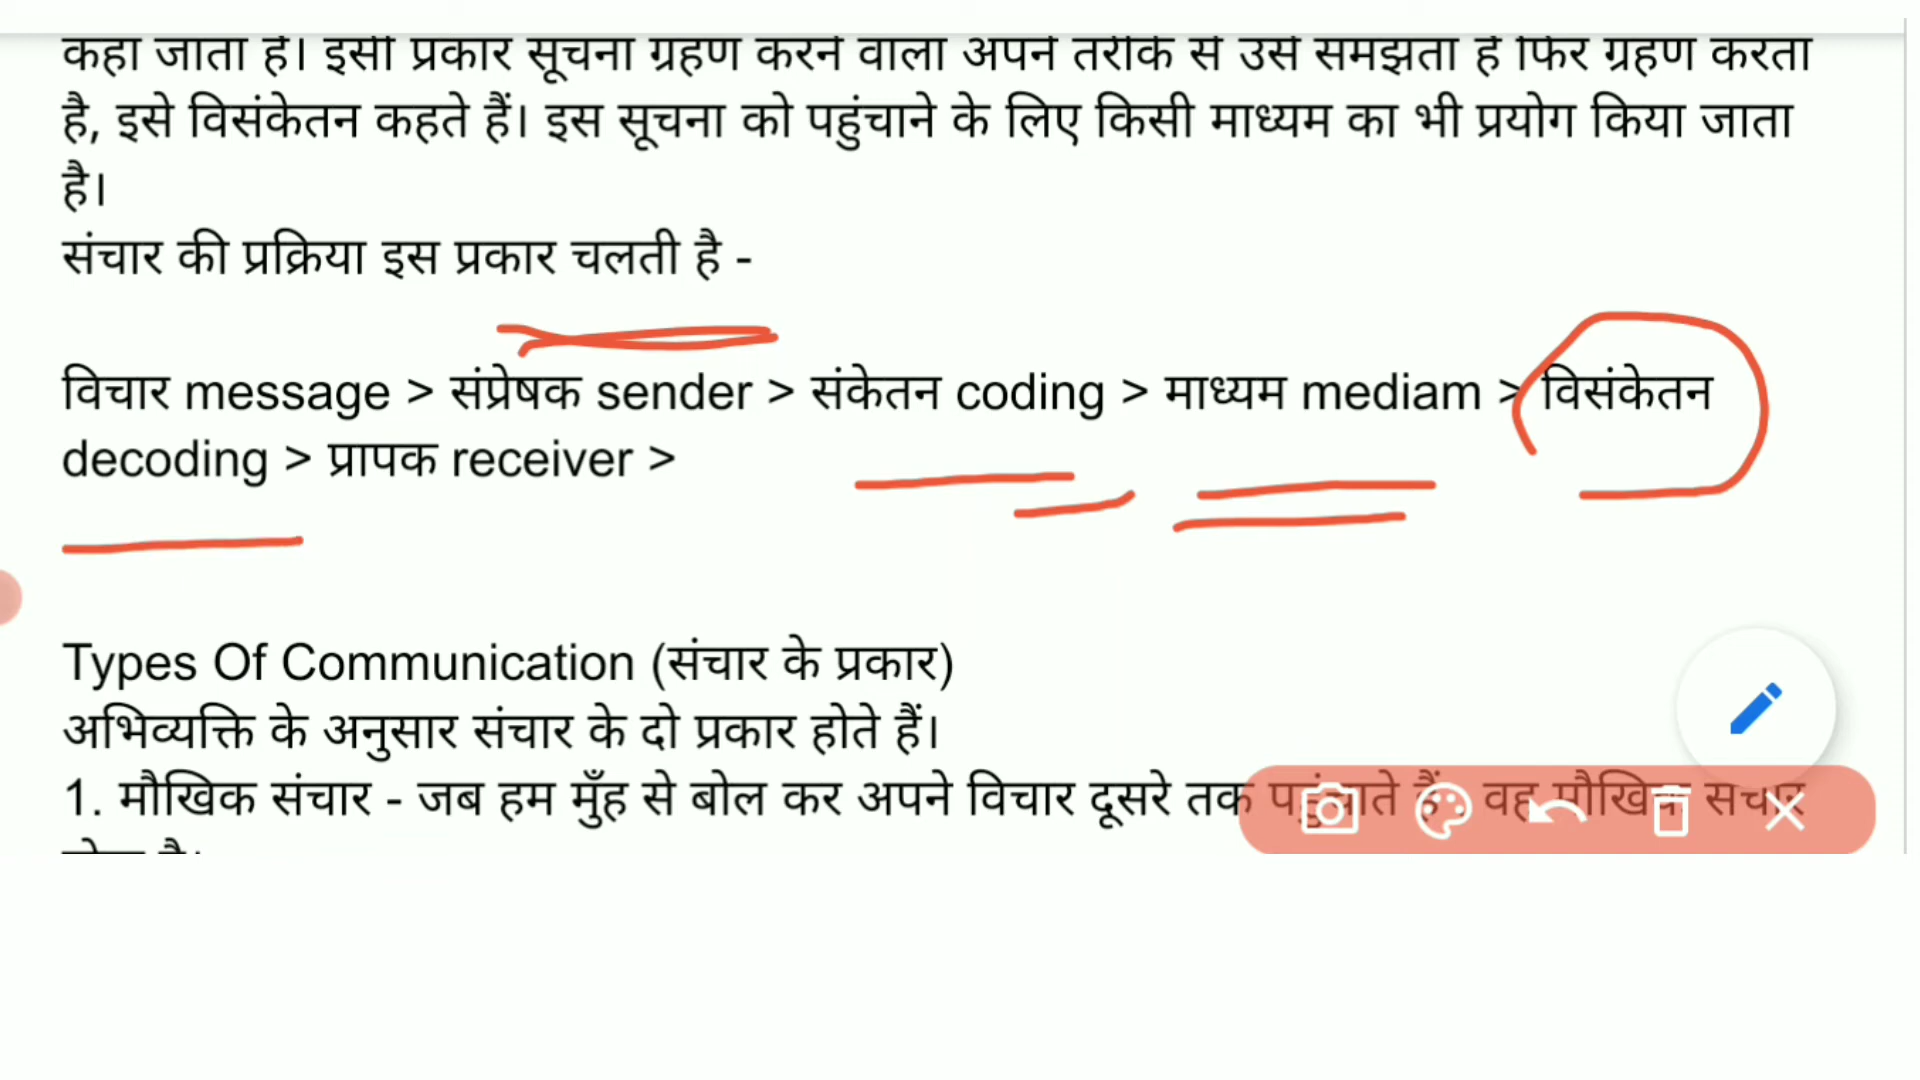 कहा जाता है। इसी प्रकार सूचना ग्रहण करने वाला अपने तरीके से उसे समझता है फिर ग्रहण करता
है, इसे विसंकेतन कहते हैं। इस सूचना को पहुंचाने के लिए किसी माध्यम का भी प्रयोग किया जाता
है।
संचार की प्रक्रिया इस प्रकार चलती है -
विचार message > संप्रेषक sender > संकेतन coding > माध्यम mediam > विसंकेतन
decoding > प्रापक receiver >
Types Of Communication (संचार के प्रकार)
अभिव्यक्ति के अनुसार संचार के दो प्रकार होते हैं।
1. मौखिक संचार - जब हम मुँह से बोल कर अपने विचार दूसरे तक पहुंचाते हैं . वह मौखिक संचार